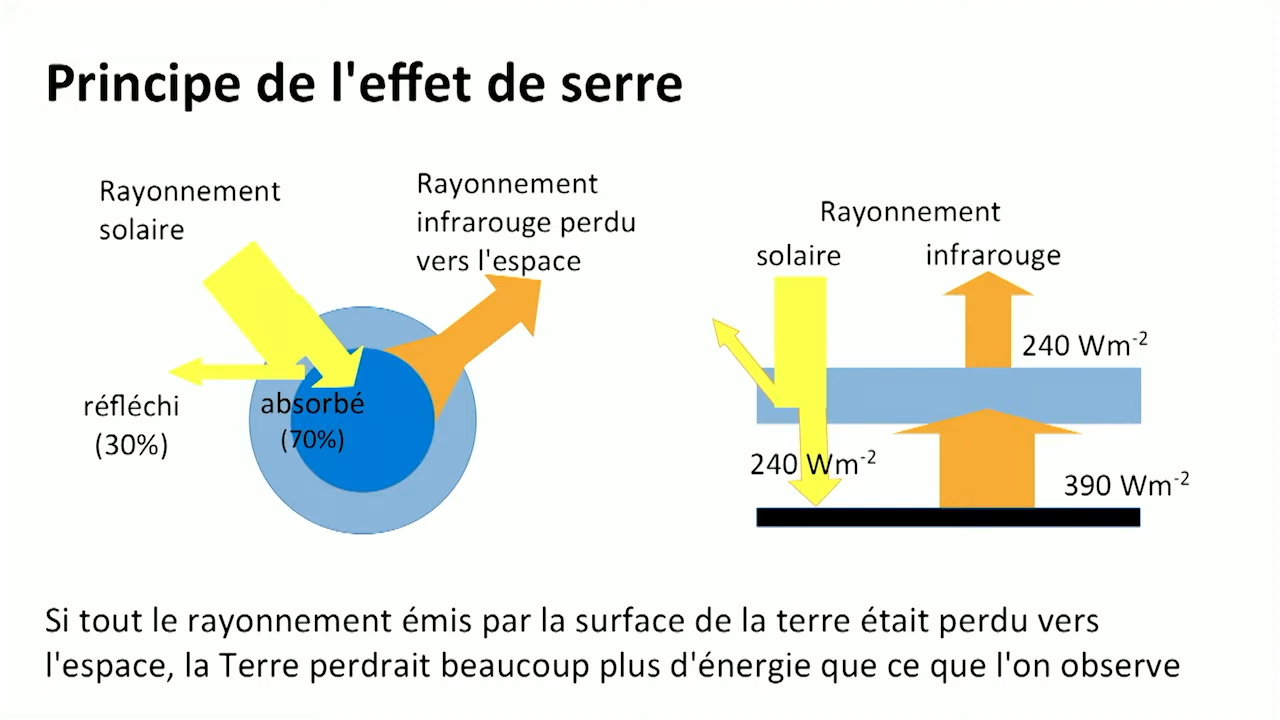 Principe de l'effet de serre
Rayonnement
solaire
Rayonnement
infrarouge perdu
vers l'espace
réfléchi
(30%)
absorbé
(70%)
Rayonnement
solaire
infrarouge
240 Wm-2
240 Wm-2
390 Wm-2
Si tout le rayonnement émis par la surface de la terre était perdu vers
l'espace, la Terre perdrait beaucoup plus d'énergie que ce que l'on observe